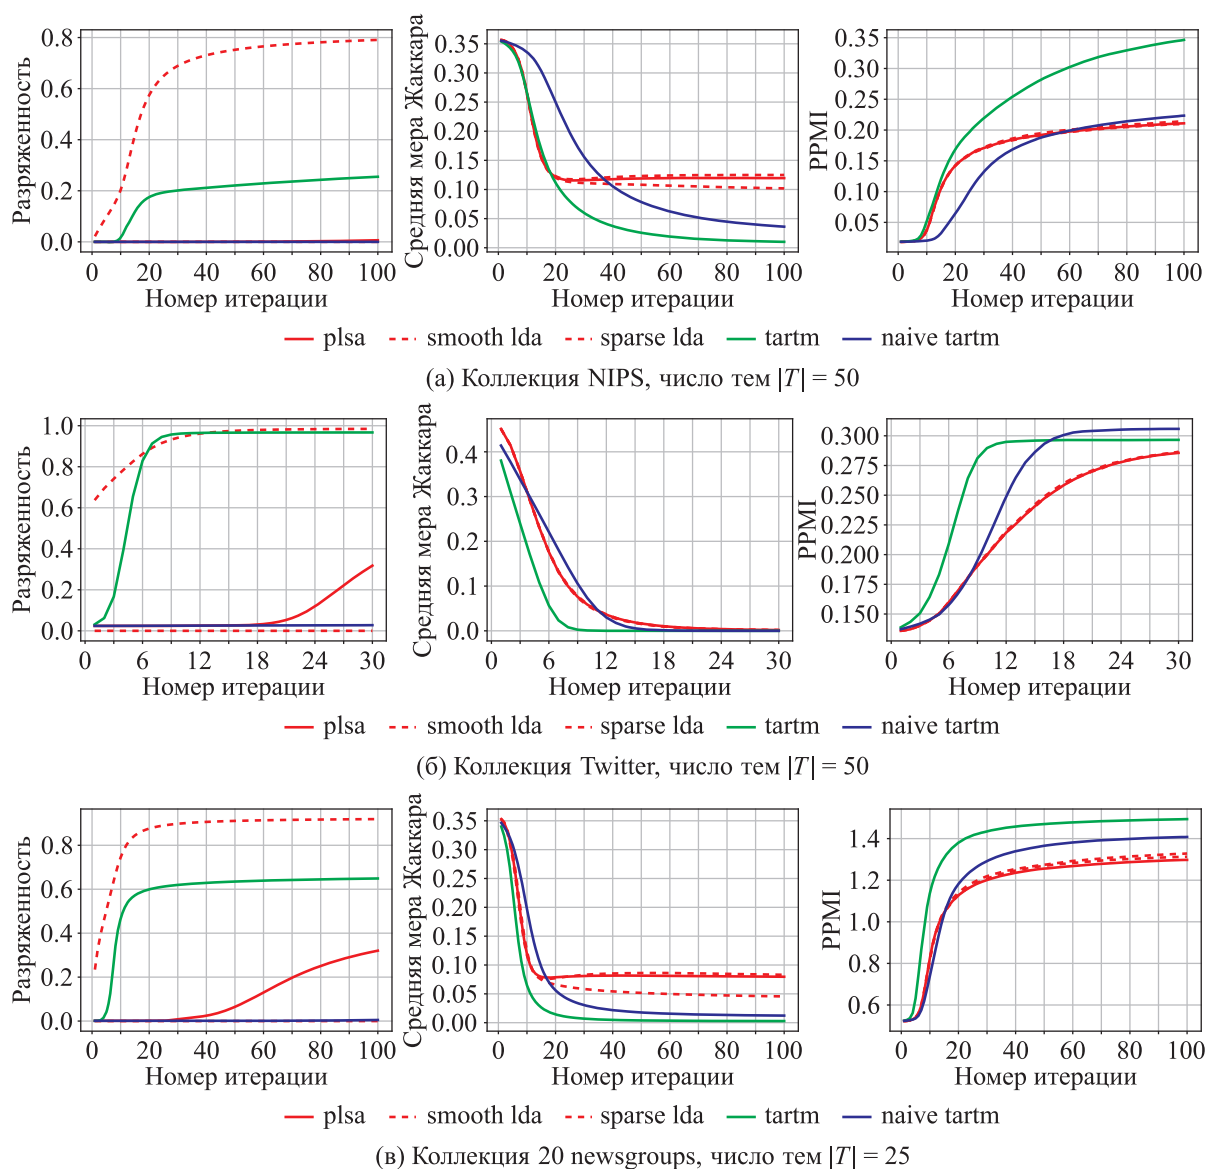 Разряженность
0.8
0.6
0.4
0.2
0.0
0 20 40 60 80 100
Номер итерации
Средняя мера Жаккара
0.35
0.30
0.25
0.20
0.15
0.10
0.05
0.00
0 20 40 60 80 100
Номер итерации
PPMI
0.35
0.30
0.25
0.20
0.15
0.10
0.05
0 20 40 60 80 100
Номер итерации
plsa smooth lda sparse lda tartm naive tartm
(а) Коллекция NIPS, число тем |T| = 50
Разряженность
1.0
0.8
0.6
0.4
0.2
0.0
0 6 12 18 24 30
Номер итерации
Средняя мера Жаккара
0.4
0.3
0.2
0.1
0.0
0 6 12 18 24 30
Номер итерации
PPMI
0.300
0.275
0.250
0.225
0.200
0.175
0.150
0 6 12 18 24 30
Номер итерации
plsa smooth lda sparse lda tartm naive tartm
(б) Коллекция Twitter, число тем |T| = 50
Разряженность
0.8
0.6
0.4
0.2
0.0
0 20 40 60 80 100
Номер итерации
Средняя мера Жаккара
0.35
0.30
0.25
0.20
0.15
0.10
0.05
0.00
0 20 40 60 80 100
Номер итерации
PPMI
1.4
1.2
1.0
0.8
0.6
0 20 40 60 80 100
Номер итерации
plsa smooth lda sparse lda tartm naive tartm
(в) Коллекция 20 newsgroups, число тем |T| = 25